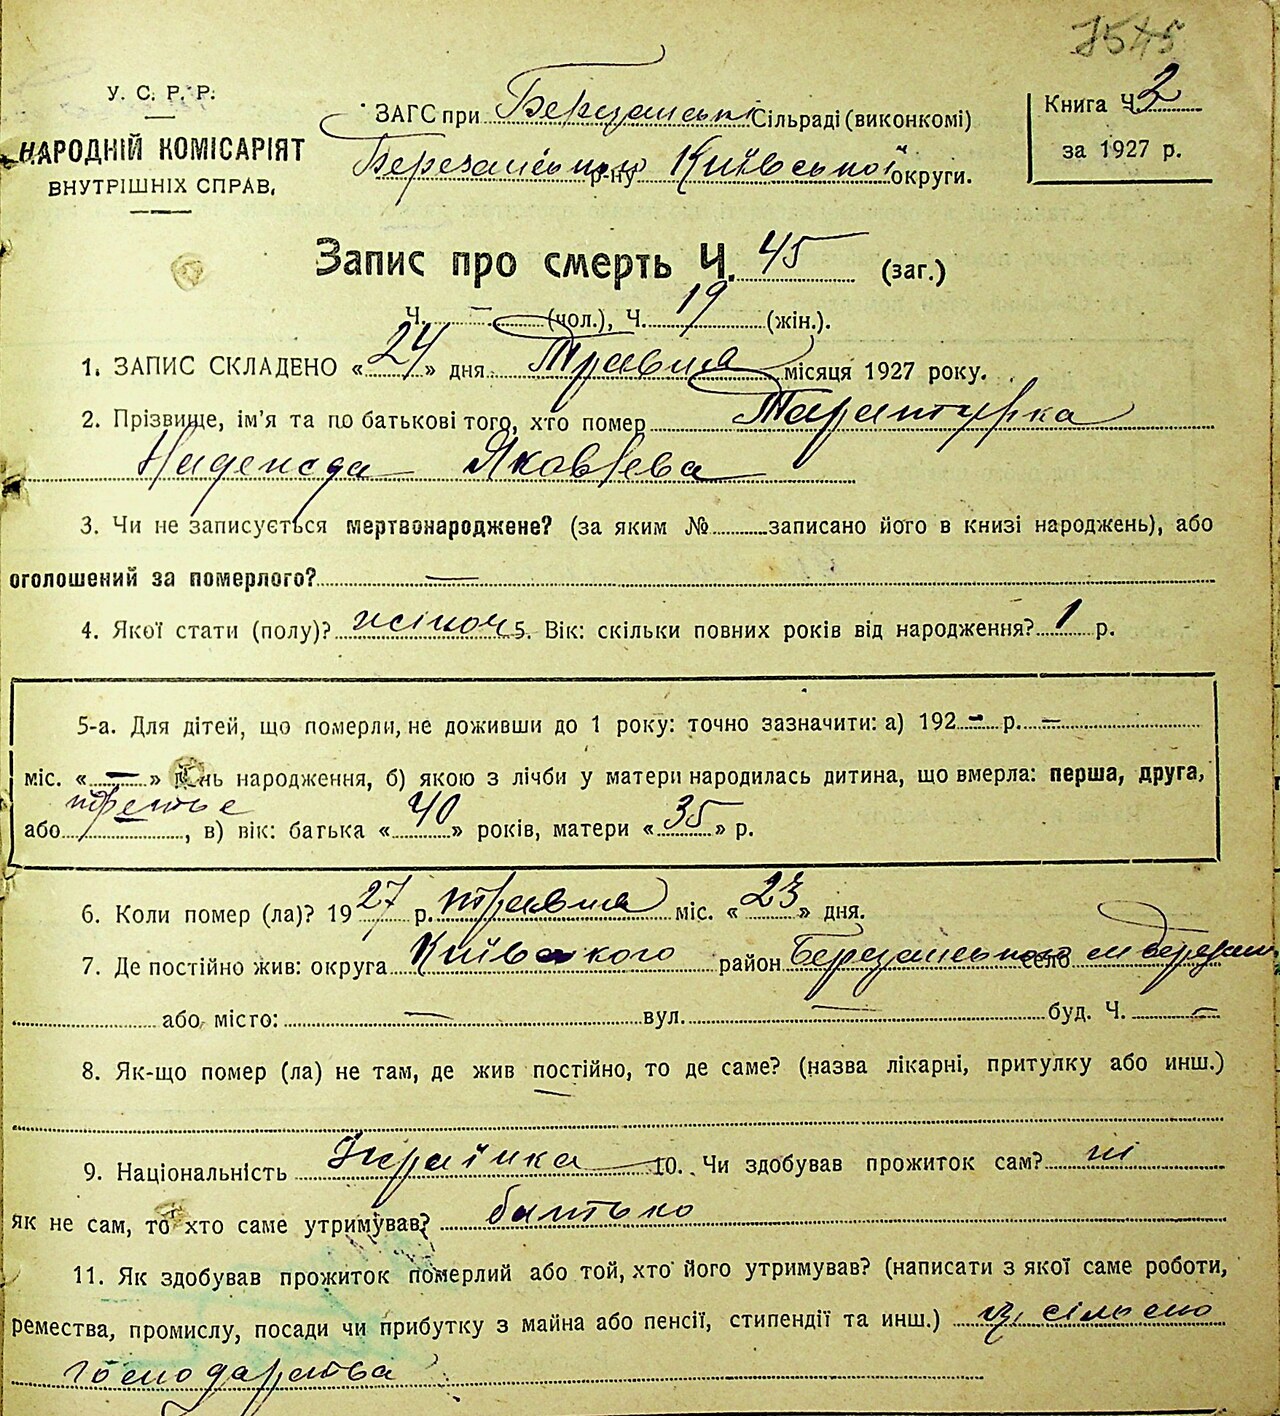 7545
У. С. Р. Р.
НАРОДНІЙ КОМІСАРІЯТ
ВНУТРІШНІХ СПРАВ,
ЗАГС при Березанські Сільраді (виконкомі)
Березанського р-ну Київської округи.
Книга Ч. 2
за 1927 р.
Запис про смерть Ч. 45 (заг.)
Ч. — (чол.), Ч. 19 (жін.).
1. ЗАПИС СКЛАДЕНО «24» дня Травня місяця 1927 року.
2. Прізвище, ім'я та по батькові того, хто помер Таратурка
Надежда Яковлева
3. Чи не записується мертвонароджене? (за яким №......записано його в книзі народжень), або
оголошений за померлого? —
4. Якої стати (полу)? жіноч 5. Вік: скільки повних років від народження? 1 р.
5-а. Для дітей, що померли, не доживши до 1 року: точно зазначити: а) 192 - р. —
міс. «—» день народження, б) якою з лічби у матери народилась дитина, що вмерла: перша, друга,
або третье, в) вік: батька «40» років, матери «35» р.
6. Коли помер (ла)? 1927 р. травня міс. «23» дня.
7. Де постійно жив: округа Київського район Березанського село м Березань
або місто: — вул. — буд. Ч. —
8. Як-що помер (ла) не там, де жив постійно, то де саме? (назва лікарні, притулку або инш.)
—
9. Національність Українка 10. Чи здобував прожиток сам? ні
як не сам, то хто саме утримував? батько
11. Як здобував прожиток померлий або той, хто його утримував? (написати з якої саме роботи,
ремества, промислу, посади чи прибутку з майна або пенсії, стипендії та инш.) із сільсько
господарства